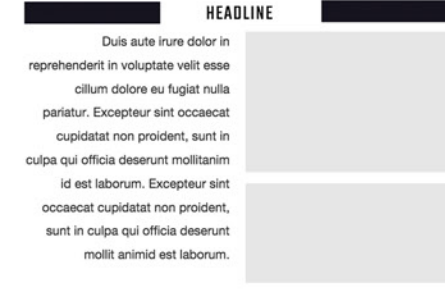 HEADLINE
Duis aute irure dolor in
reprehenderit in voluptate velit esse
cillum dolore eu fugiat nulla
pariatur. Excepteur sint occaecat
cupidatat non proident, sunt in
culpa qui officia deserunt mollitanim
id est laborum. Excepteur sint
occaecat cupidatat non proident,
sunt in culpa qui officia deserunt
mollit animid est laborum.